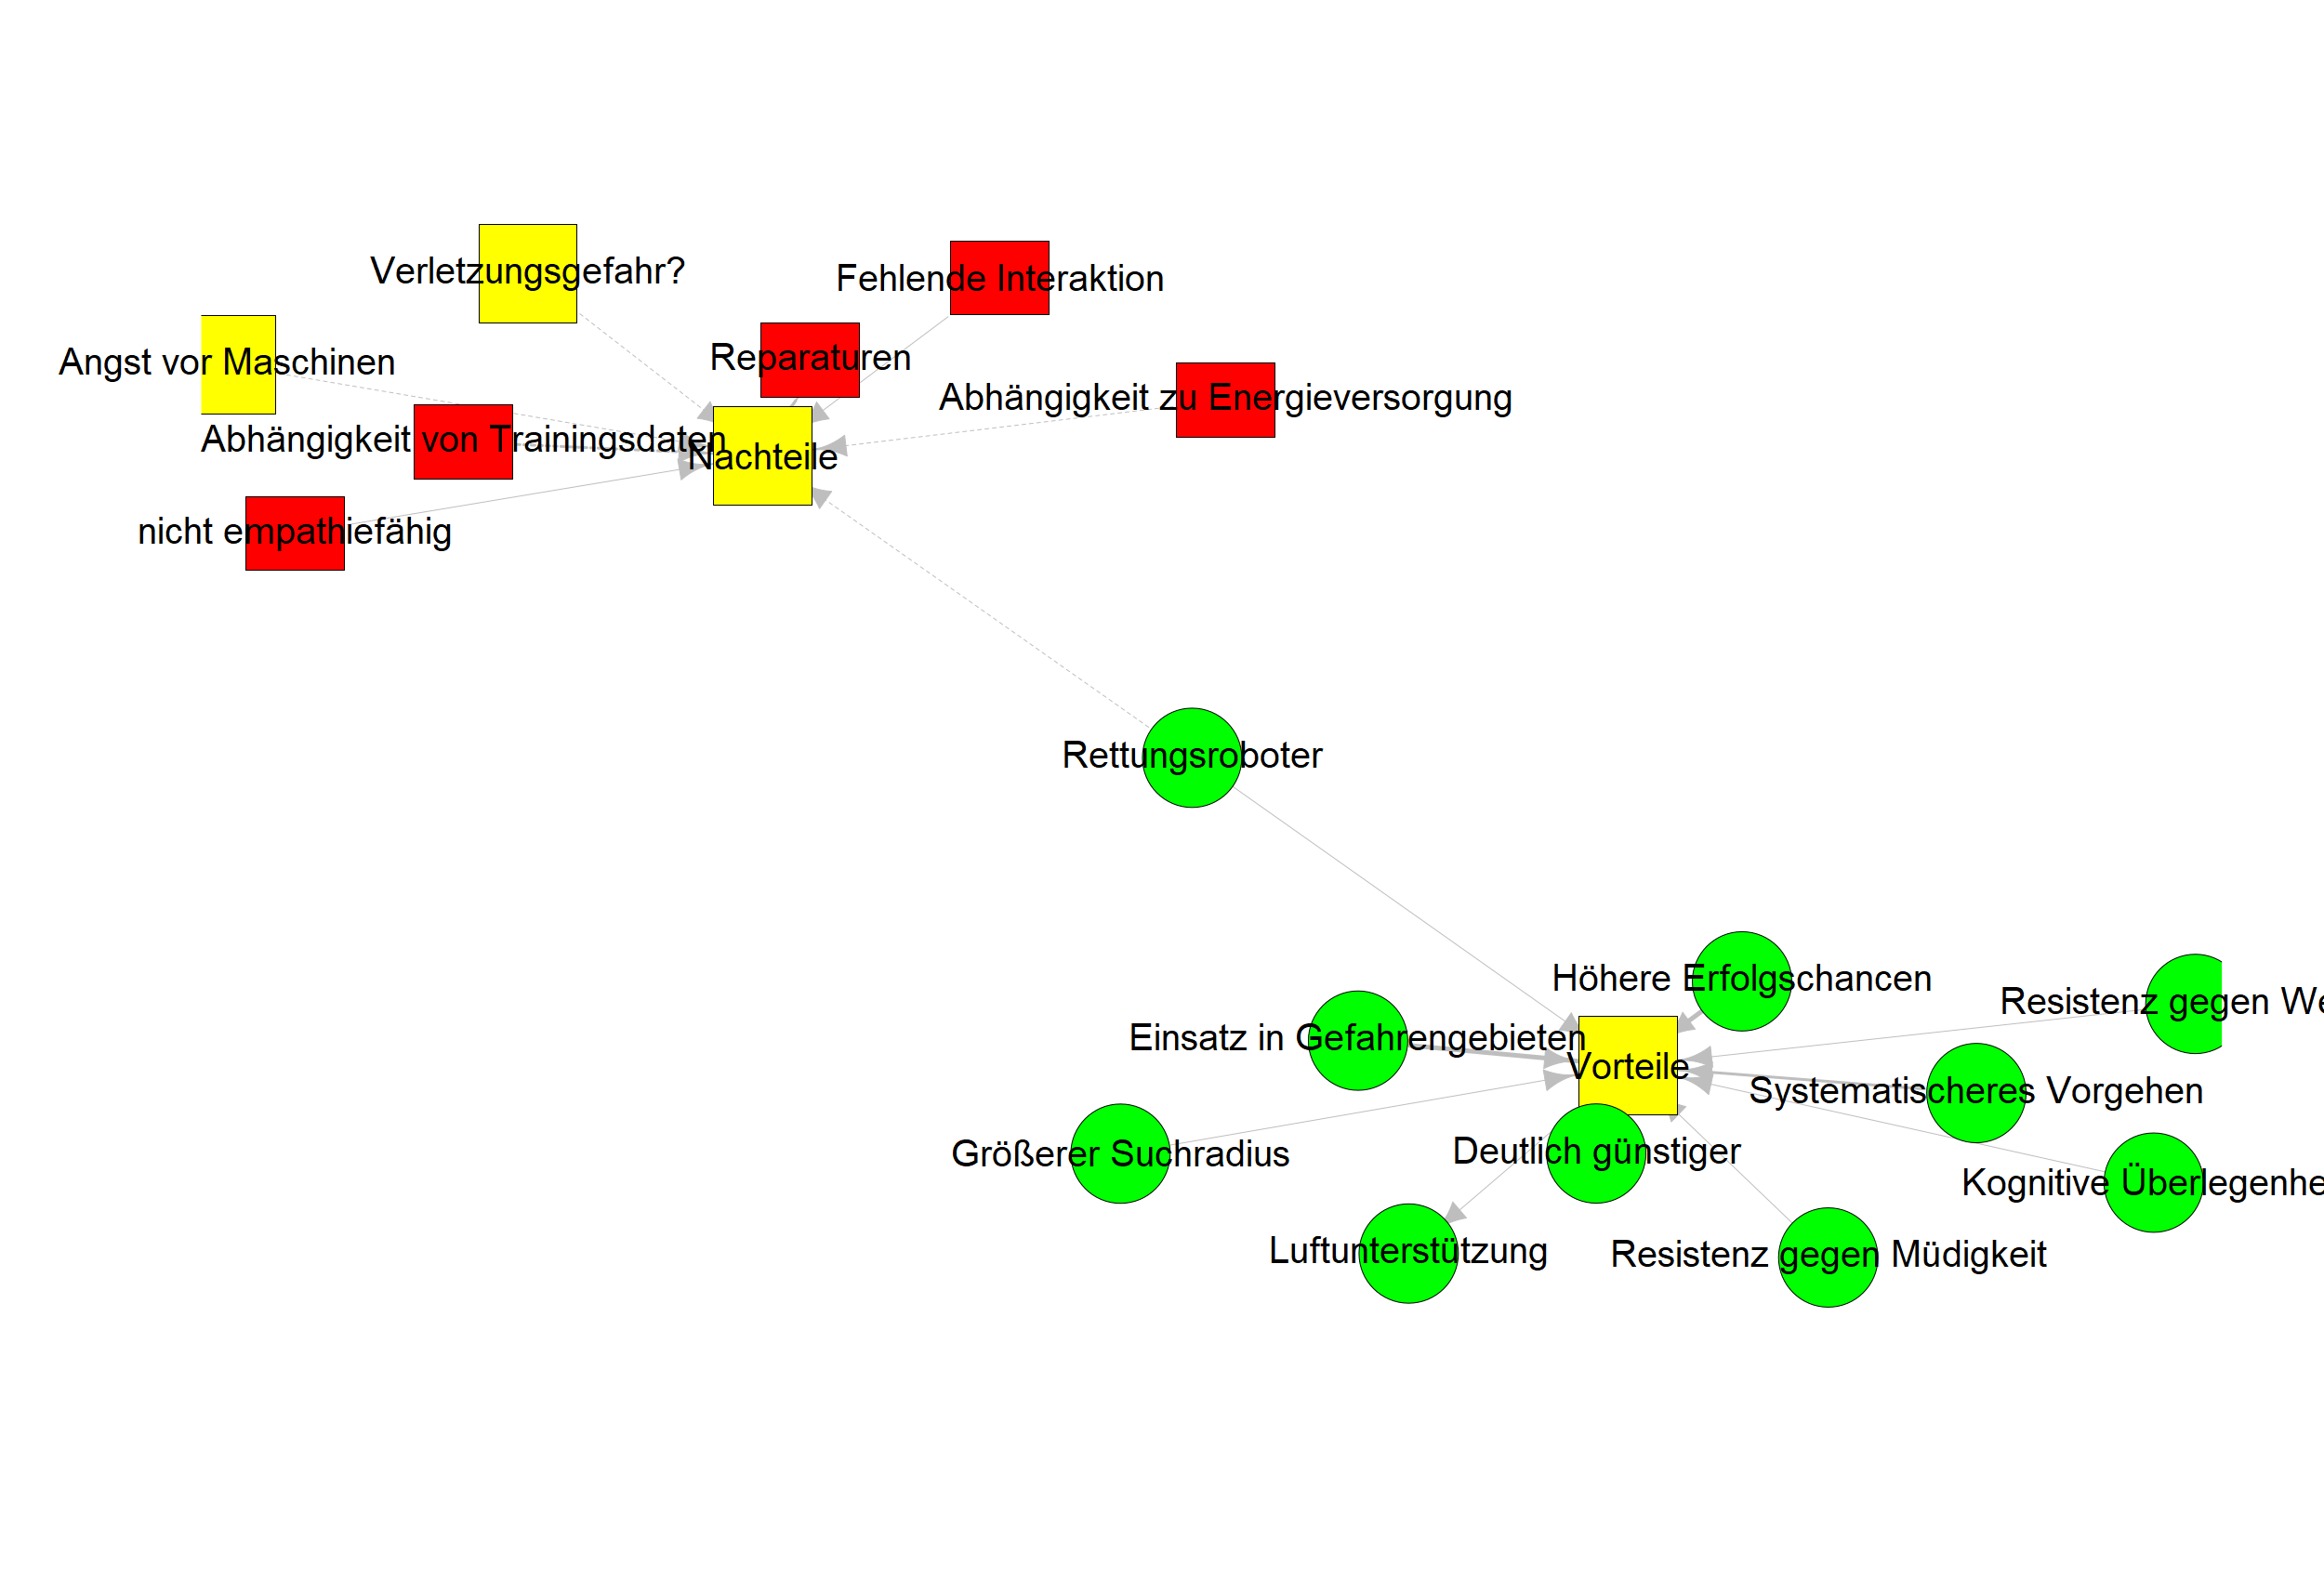 Verletzungsgefahr?
Fehlende Interaktion
Angst vor Maschinen
Reparaturen
Abhängigkeit zu Energieversorgung
Abhängigkeit von Trainingsdaten
Nachteile
nicht empathiefähig
Rettungsroboter
Höhere Erfolgschancen
Resistenz gegen We
Einsatz in Gefahrengebieten
Vorteile
Systematischeres Vorgehen
Größerer Suchradius
Deutlich günstiger
Kognitive Überlegenhe
Luftunterstützung
Resistenz gegen Müdigkeit